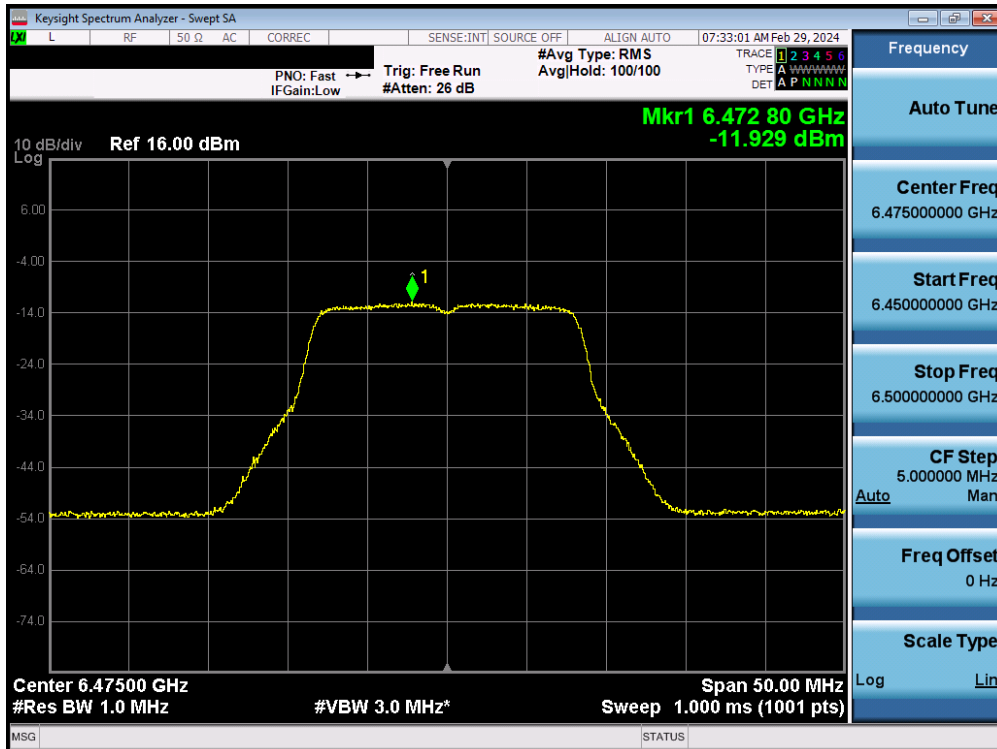 Keysight Spectrum Analyzer - Swept SA
LXI L RF 50 Ω AC CORREC SENSE:INT SOURCE OFF ALIGN AUTO 07:33:01 AM Feb 29, 2024
PNO: Fast
IFGain:Low
Trig: Free Run
#Atten: 26 dB
#Avg Type: RMS
Avg|Hold: 100/100
TRACE 1 2 3 4 5 6
TYPE A WWWWW
DET A P N N N N
Mkr1 6.472 80 GHz
-11.929 dBm
10 dB/div Ref 16.00 dBm
Log
6.00
-4.00
1
-14.0
-24.0
-34.0
-44.0
-54.0
-64.0
-74.0
Center 6.47500 GHz Span 50.00 MHz
#Res BW 1.0 MHz #VBW 3.0 MHz* Sweep 1.000 ms (1001 pts)
MSG STATUS
Frequency
Auto Tune
Center Freq
6.475000000 GHz
Start Freq
6.450000000 GHz
Stop Freq
6.500000000 GHz
CF Step
5.000000 MHz
Auto Man
Freq Offset
0 Hz
Scale Type
Log Lin